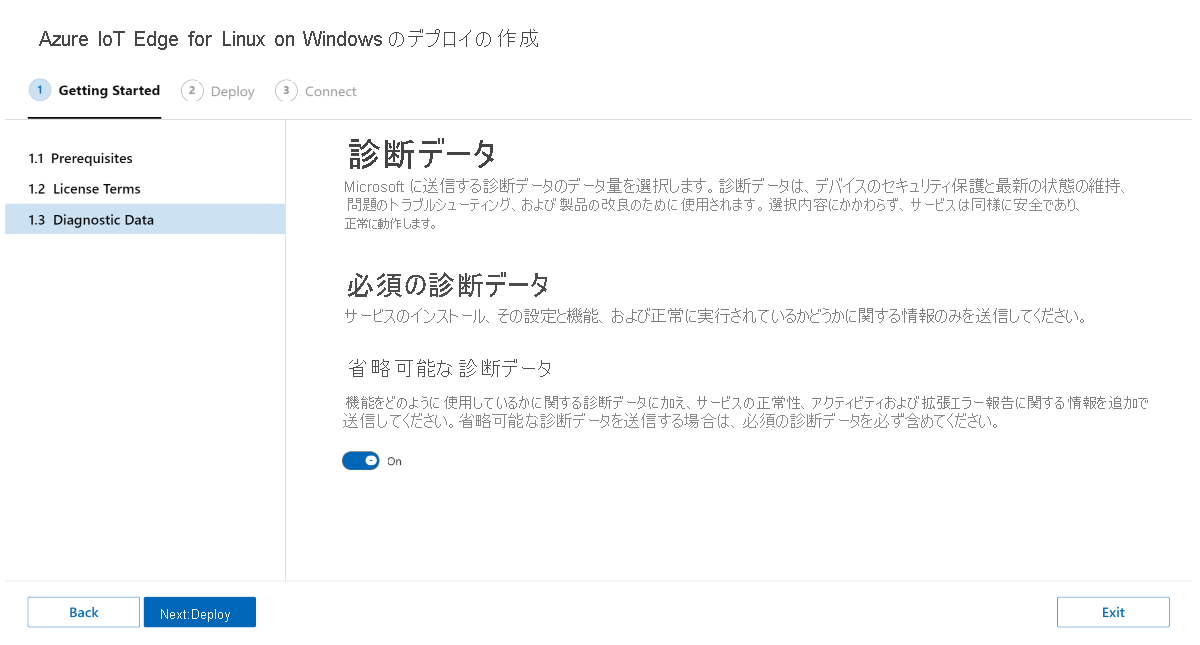 Azure IoT Edge for Linux on Windows のデプロイの作成
1 Getting Started 2 Deploy 3 Connect
1.1 Prerequisites
1.2 License Terms
1.3 Diagnostic Data
診断データ
Microsoft に送信する診断データのデータ量を選択します。診断データは、デバイスのセキュリティ保護と最新の状態の維持、
問題のトラブルシューティング、および製品の改良のために使用されます。選択内容にかかわらず、サービスは同様に安全であり、
正常に動作します。
必須の診断データ
サービスのインストール、その設定と機能、および正常に実行されているかどうかに関する情報のみを送信してください。
省略可能な診断データ
機能をどのように使用しているかに関する診断データに加え、サービスの正常性、アクティビティおよび拡張エラー報告に関する情報を追加で
送信してください。省略可能な診断データを送信する場合は、必須の診断データを必ず含めてください。
On
Back Next:Deploy Exit